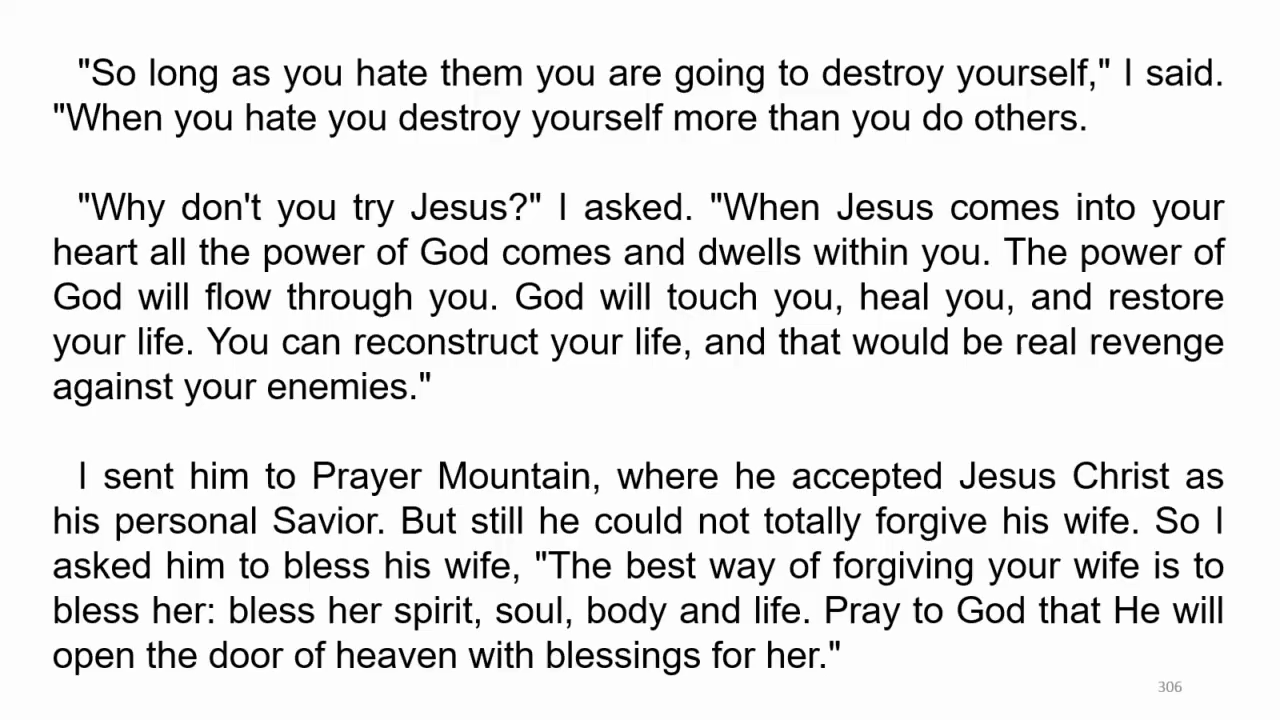 "So long as you hate them you are going to destroy yourself," I said.
"When you hate you destroy yourself more than you do others.
"Why don't you try Jesus?" I asked. "When Jesus comes into your
heart all the power of God comes and dwells within you. The power of
God will flow through you. God will touch you, heal you, and restore
your life. You can reconstruct your life, and that would be real revenge
against your enemies."
I sent him to Prayer Mountain, where he accepted Jesus Christ as
his personal Savior. But still he could not totally forgive his wife. So I
asked him to bless his wife, "The best way of forgiving your wife is to
bless her: bless her spirit, soul, body and life. Pray to God that He will
open the door of heaven with blessings for her."
306